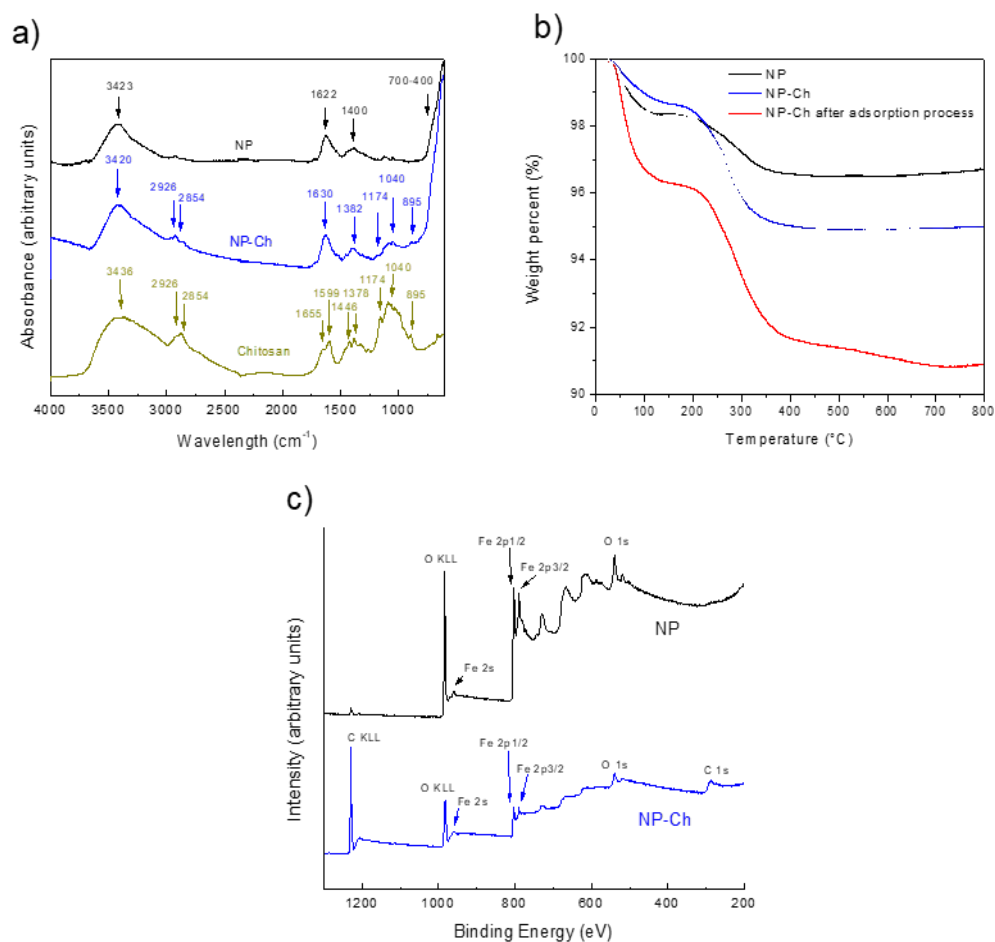 a)
3423
700-400
1622
1400
NP
3420
2926
2854
NP-Ch
1630
1382
1174
1040
895
3436
2926
2854
Chitosan
1655
1599
1446
1378
1174
1040
895
Absorbance (arbitrary units)
4000 3500 3000 2500 2000 1500 1000
Wavelength (cm⁻¹)
b)
NP
NP-Ch
NP-Ch after adsorption process
100
98
96
94
92
90
Weight percent (%)
0 100 200 300 400 500 600 700 800
Temperature (°C)
c)
O KLL
Fe 2s
Fe 2p1/2
Fe 2p3/2
O 1s
NP
C KLL
O KLL
Fe 2s
Fe 2p1/2
Fe 2p3/2
O 1s
C 1s
NP-Ch
Intensity (arbitrary units)
1200 1000 800 600 400 200
Binding Energy (eV)